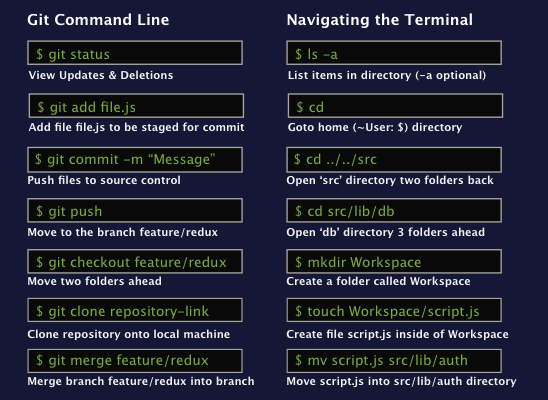 Git Command Line
$ git status
View Updates & Deletions
$ git add file.js
Add file file.js to be staged for commit
$ git commit -m “Message”
Push files to source control
$ git push
Move to the branch feature/redux
$ git checkout feature/redux
Move two folders ahead
$ git clone repository-link
Clone repository onto local machine
$ git merge feature/redux
Merge branch feature/redux into branch
Navigating the Terminal
$ ls -a
List items in directory (-a optional)
$ cd
Goto home (~User: $) directory
$ cd ../../src
Open ‘src’ directory two folders back
$ cd src/lib/db
Open ‘db’ directory 3 folders ahead
$ mkdir Workspace
Create a folder called Workspace
$ touch Workspace/script.js
Create file script.js inside of Workspace
$ mv script.js src/lib/auth
Move script.js into src/lib/auth directory